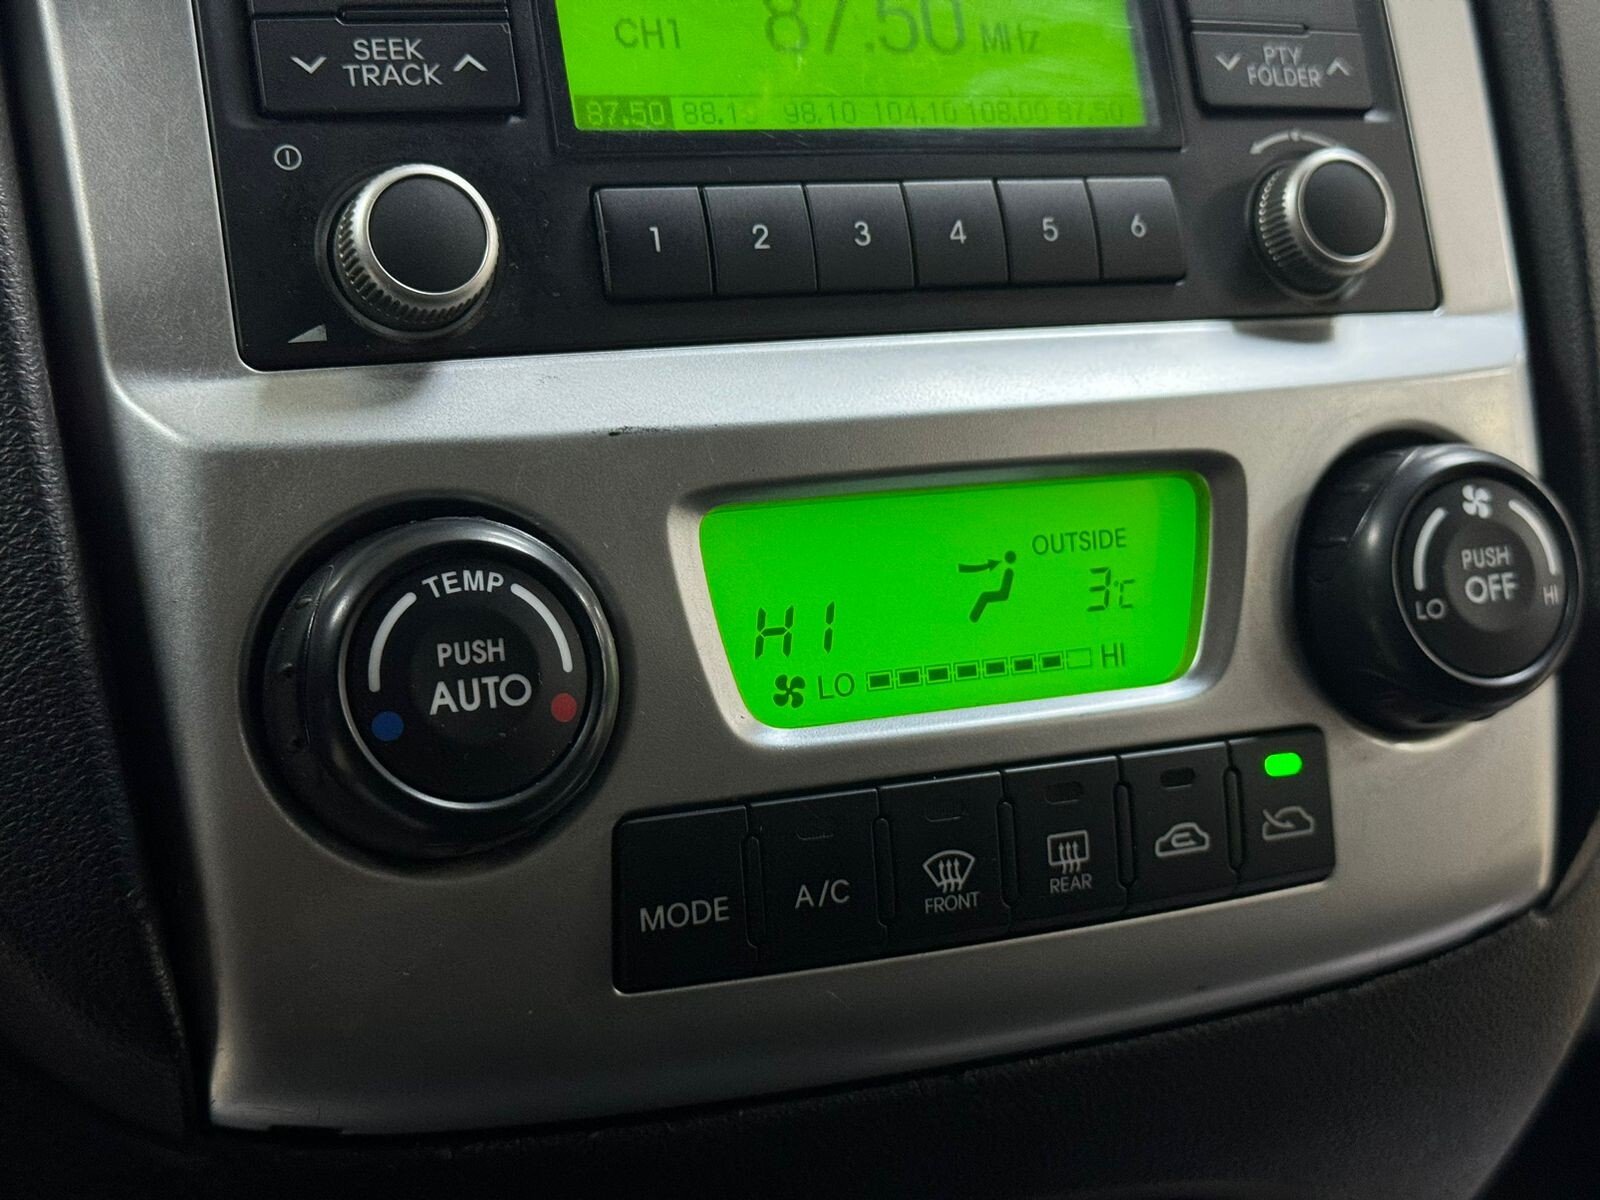 CH1 87.50 MHz
87.50 88.1 98.10 104.10 108.00 87.50
SEEK
TRACK
PTY
FOLDER
1 2 3 4 5 6
TEMP
PUSH
AUTO
OUTSIDE
3℃
HI
LO HI
PUSH
OFF
LO HI
MODE
A/C
FRONT
REAR